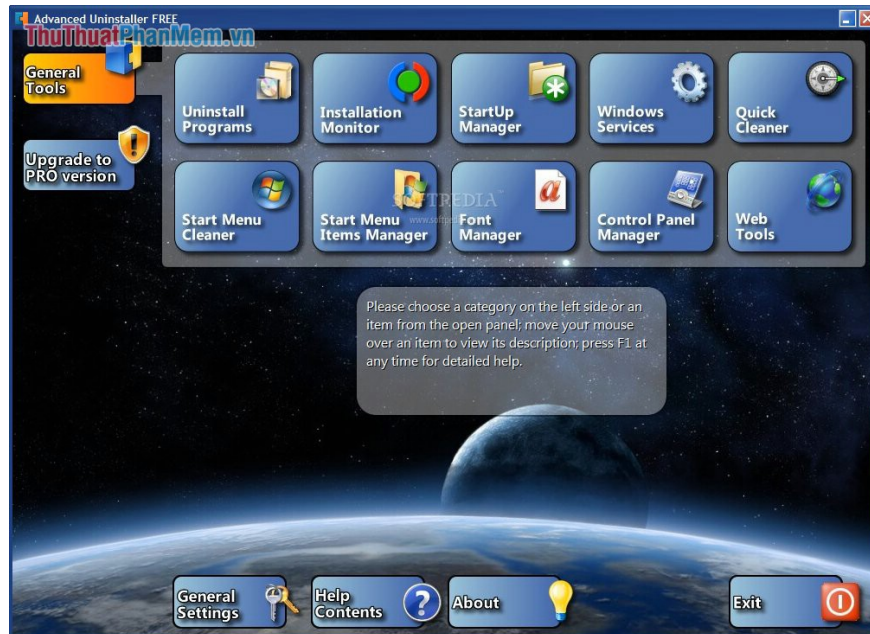 Advanced Uninstaller FREE
ThuThuatPhanMem.vn
General
Tools
Upgrade to
PRO version
Uninstall
Programs
Installation
Monitor
StartUp
Manager
Windows
Services
Quick
Cleaner
Start Menu
Cleaner
Start Menu
Items Manager
Font
Manager
Control Panel
Manager
Web
Tools
SOFTPEDIA
Please choose a category on the left side or an
item from the open panel; move your mouse
over an item to view its description; press F1 at
any time for detailed help.
General
Settings
Help
Contents
About
Exit